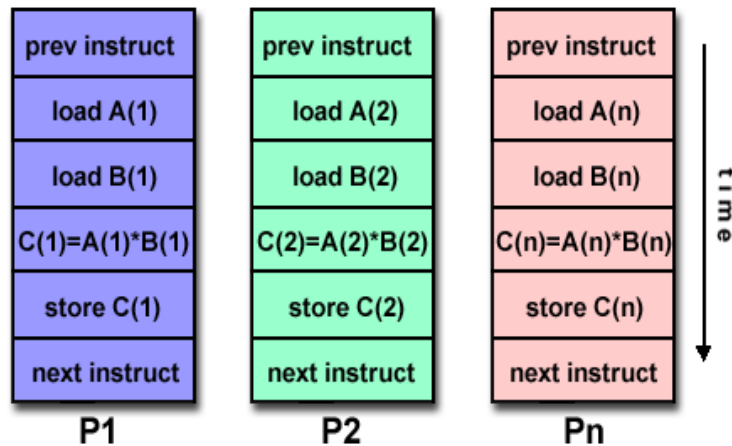 prev instruct
load A(1)
load B(1)
C(1)=A(1)*B(1)
store C(1)
next instruct
P1
prev instruct
load A(2)
load B(2)
C(2)=A(2)*B(2)
store C(2)
next instruct
P2
prev instruct
load A(n)
load B(n)
C(n)=A(n)*B(n)
store C(n)
next instruct
Pn
time